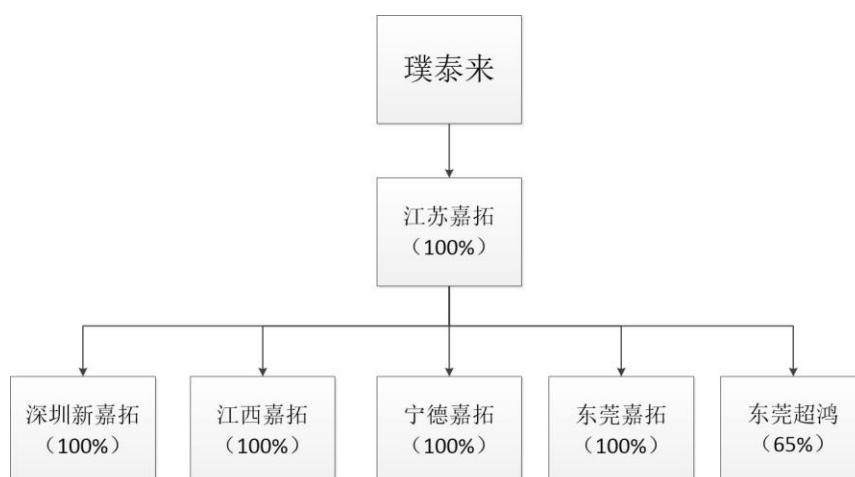 璞泰来
江苏嘉拓
（100%）
深圳新嘉拓
（100%）
江西嘉拓
（100%）
宁德嘉拓
（100%）
东莞嘉拓
（100%）
东莞超鸿
（65%）